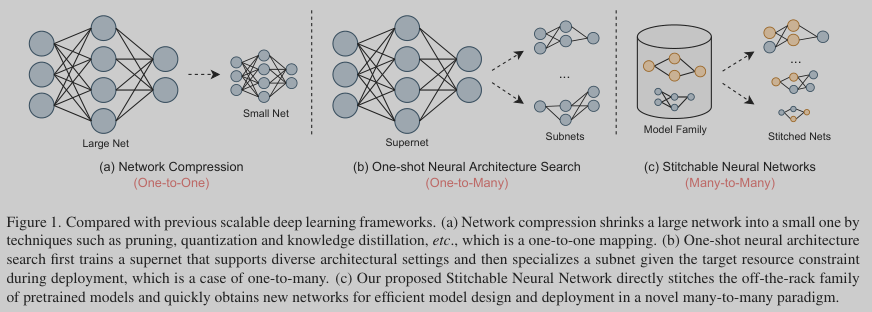 Large Net
Small Net
Supernet
...
Subnets
Model Family
...
Stitched Nets
(a) Network Compression
(One-to-One)
(b) One-shot Neural Architecture Search
(One-to-Many)
(c) Stitchable Neural Networks
(Many-to-Many)
Figure 1. Compared with previous scalable deep learning frameworks. (a) Network compression shrinks a large network into a small one by
techniques such as pruning, quantization and knowledge distillation, etc., which is a one-to-one mapping. (b) One-shot neural architecture
search first trains a supernet that supports diverse architectural settings and then specializes a subnet given the target resource constraint
during deployment, which is a case of one-to-many. (c) Our proposed Stitchable Neural Network directly stitches the off-the-rack family
of pretrained models and quickly obtains new networks for efficient model design and deployment in a novel many-to-many paradigm.